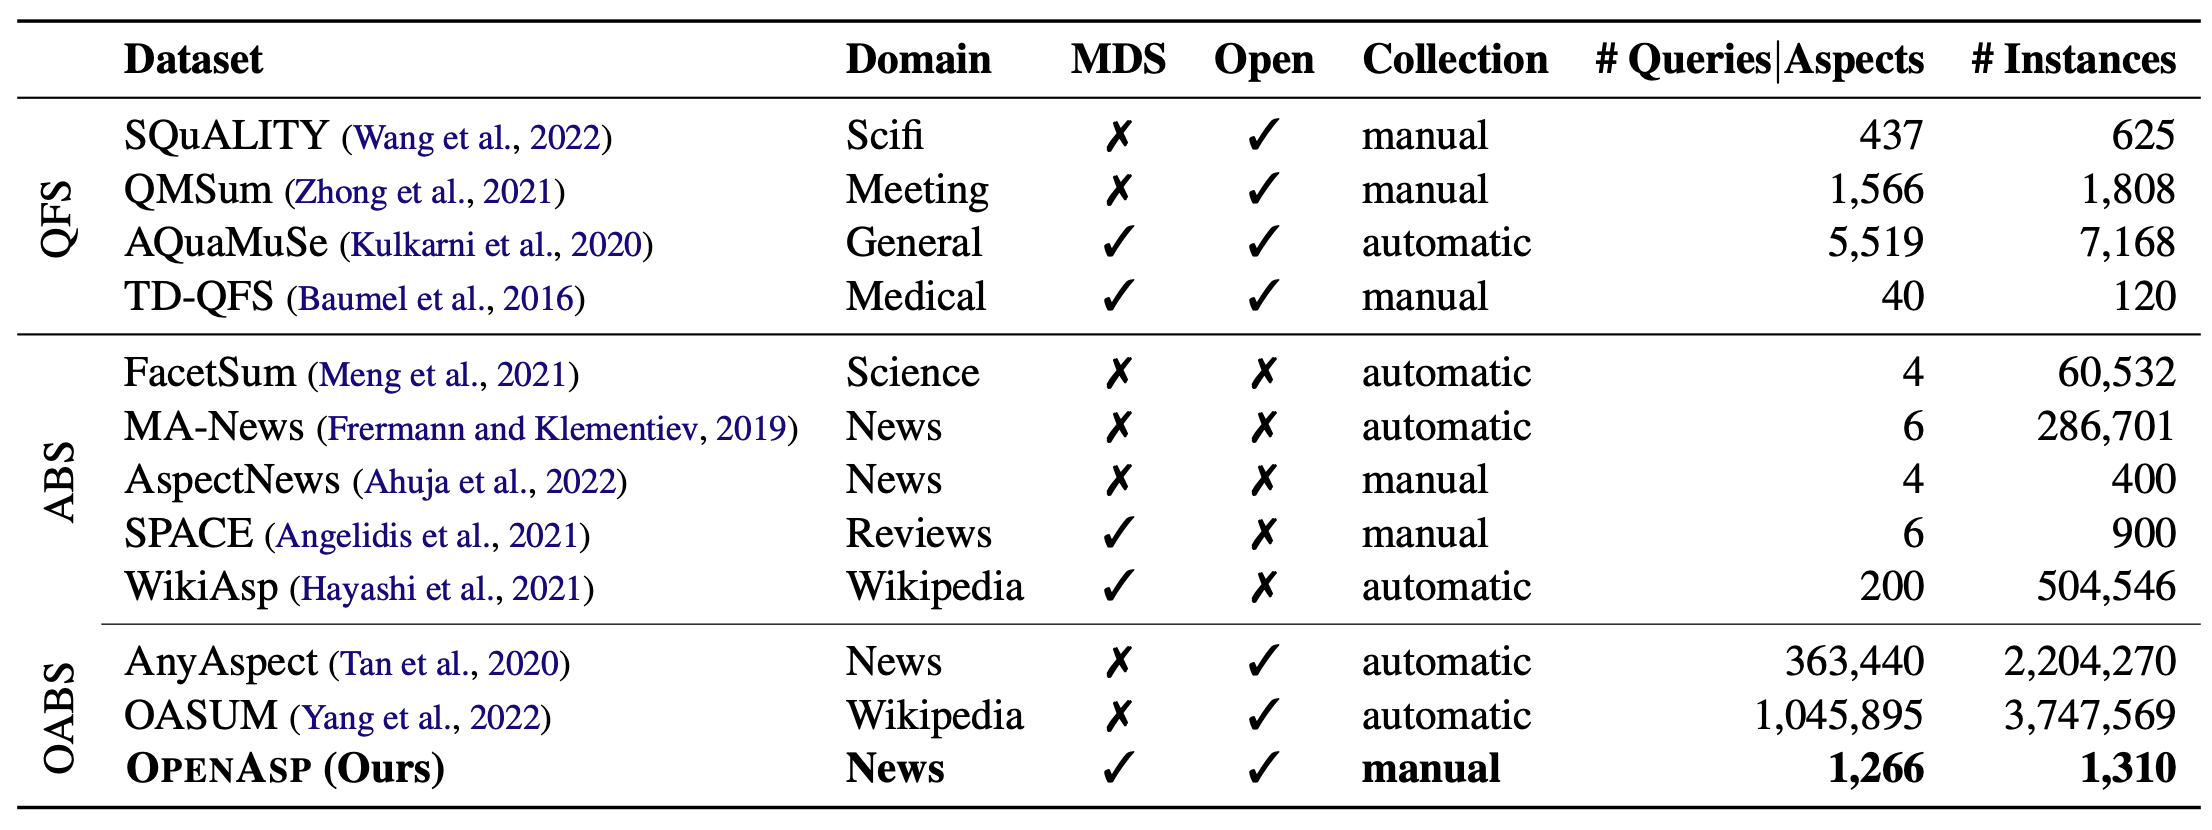 Dataset Domain MDS Open Collection # Queries|Aspects # Instances
QFS
SQuALITY (Wang et al., 2022) Scifi ✗ ✓ manual 437 625
QMSum (Zhong et al., 2021) Meeting ✗ ✓ manual 1,566 1,808
AQuaMuSe (Kulkarni et al., 2020) General ✓ ✓ automatic 5,519 7,168
TD-QFS (Baumel et al., 2016) Medical ✓ ✓ manual 40 120
ABS
FacetSum (Meng et al., 2021) Science ✗ ✗ automatic 4 60,532
MA-News (Frermann and Klementiev, 2019) News ✗ ✗ automatic 6 286,701
AspectNews (Ahuja et al., 2022) News ✗ ✗ manual 4 400
SPACE (Angelidis et al., 2021) Reviews ✓ ✗ manual 6 900
WikiAsp (Hayashi et al., 2021) Wikipedia ✓ ✗ automatic 200 504,546
OABS
AnyAspect (Tan et al., 2020) News ✗ ✓ automatic 363,440 2,204,270
OASUM (Yang et al., 2022) Wikipedia ✗ ✓ automatic 1,045,895 3,747,569
OPENASP (Ours) News ✓ ✓ manual 1,266 1,310